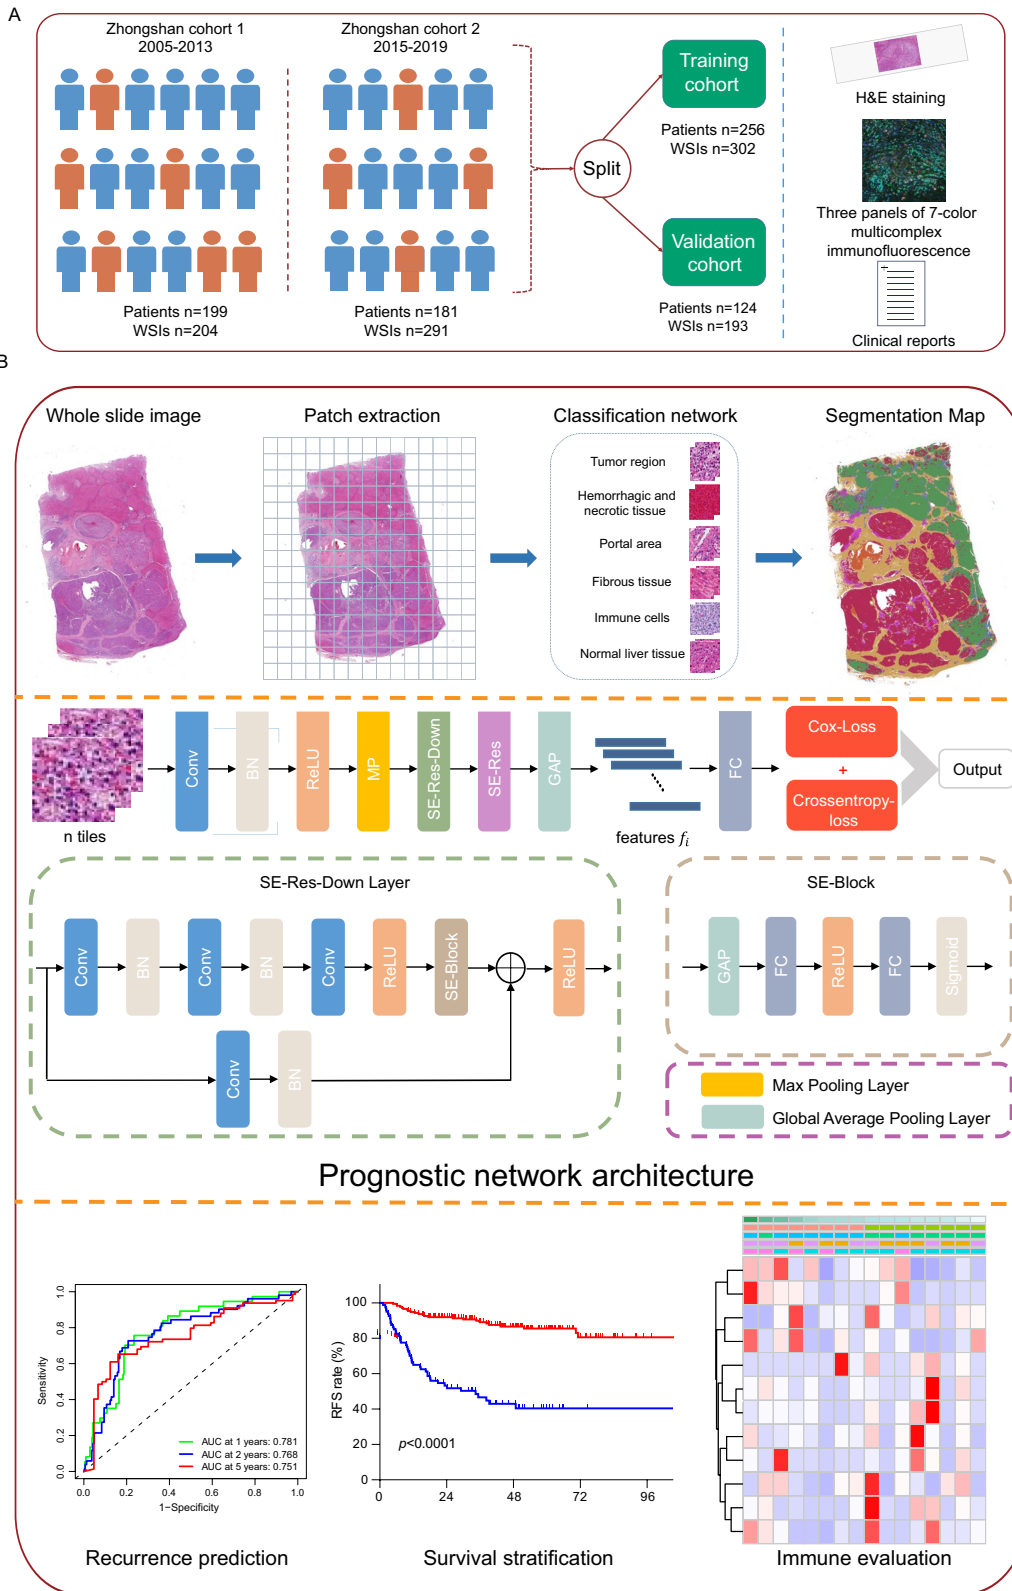 A
Zhongshan cohort 1
2005-2013
Zhongshan cohort 2
2015-2019
Patients n=199
WSIs n=204
Patients n=181
WSIs n=291
Split
Training
cohort
Patients n=256
WSIs n=302
Validation
cohort
Patients n=124
WSIs n=193
H&E staining
Three panels of 7-color
multicomplex
immunofluorescence
Clinical reports
B
Whole slide image
Patch extraction
Classification network
Segmentation Map
Tumor region
Hemorrhagic and
necrotic tissue
Portal area
Fibrous tissue
Immune cells
Normal liver tissue
n tiles
Conv
BN
ReLU
MP
SE-Res-Down
SE-Res
GAP
features fᵢ
FC
Cox-Loss
+
Crossentropy-
loss
Output
SE-Res-Down Layer
Conv
BN
Conv
BN
Conv
ReLU
SE-Block
ReLU
Conv
BN
SE-Block
GAP
FC
ReLU
FC
Sigmoid
Max Pooling Layer
Global Average Pooling Layer
Prognostic network architecture
Sensitivity
1.0
0.8
0.6
0.4
0.2
0.0
AUC at 1 years: 0.781
AUC at 2 years: 0.768
AUC at 5 years: 0.751
0.0 0.2 0.4 0.6 0.8 1.0
1−Specificity
Recurrence prediction
RFS rate (%)
100
80
60
40
20
0
p<0.0001
0 24 48 72 96
Survival stratification
Immune evaluation